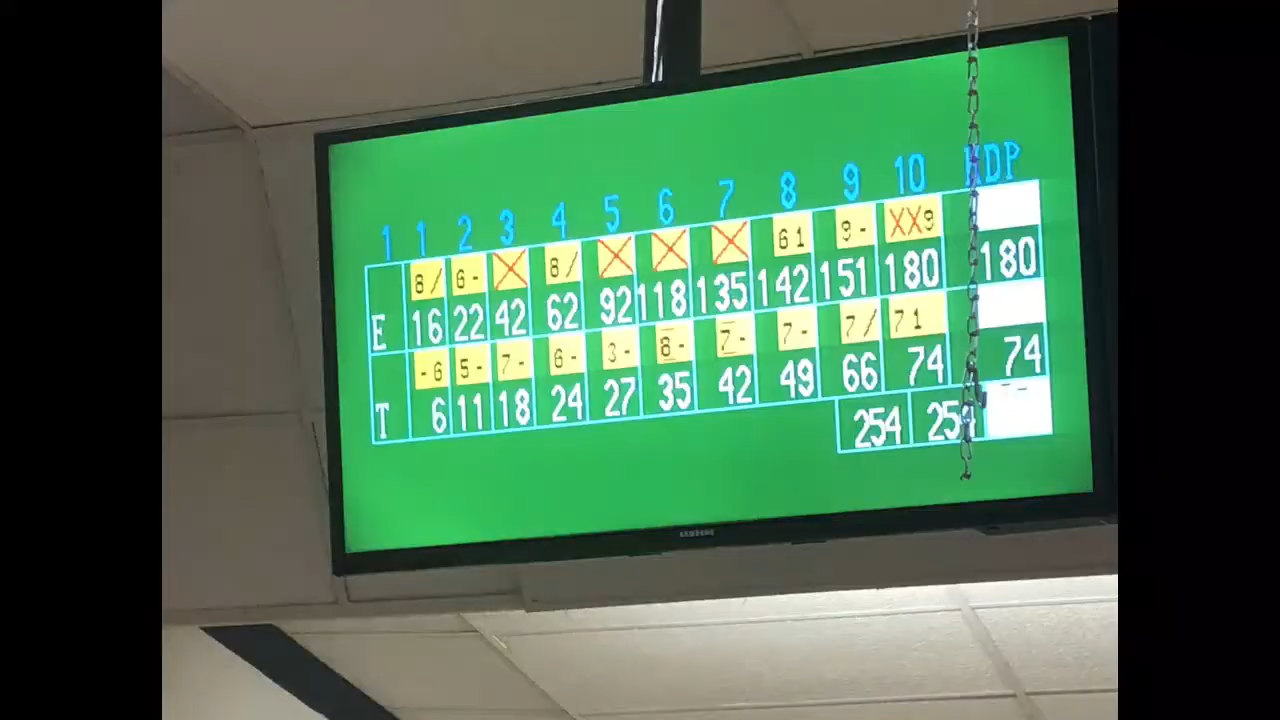 1 1 2 3 4 5 6 7 8 9 10 HDP
8/ 6- X 8/ X X X 61 9- XX9
E 16 22 42 62 92 118 135 142 151 180 180
-6 5- 7- 6- 3- 8- 7- 7- 7/ 71
T 6 11 18 24 27 35 42 49 66 74 74
254 254
SAMSUNG